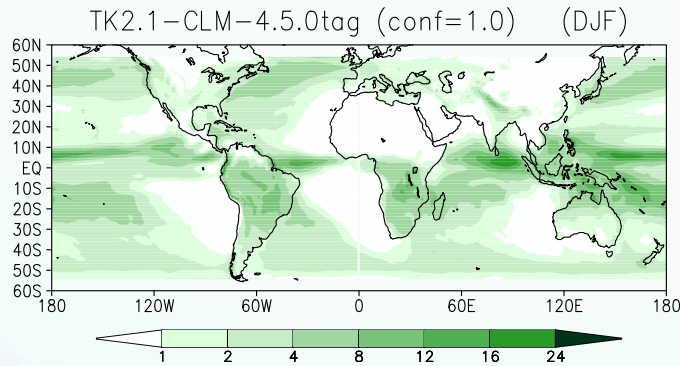 TK2.1-CLM-4.5.0tag (conf=1.0) (DJF)
60N
50N
40N
30N
20N
10N
EQ
10S
20S
30S
40S
50S
60S
180 120W 60W 0 60E 120E 180
1 2 4 8 12 16 24